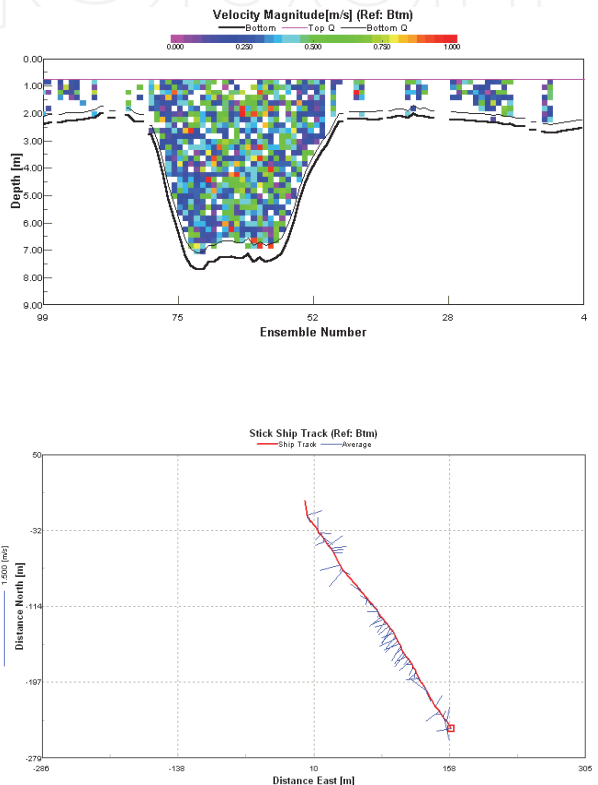 Velocity Magnitude[m/s] (Ref: Btm)
Bottom Top Q Bottom Q
0.000 0.250 0.500 0.750 1.000
0.00
1.00
2.00
3.00
4.00
5.00
6.00
7.00
8.00
9.00
Depth [m]
99 75 52 28 4
Ensemble Number
Stick Ship Track (Ref: Btm)
Ship Track Average
50
-32
-114
-197
-279
1.500 [m/s]
Distance North [m]
-286 -138 10 158 305
Distance East [m]